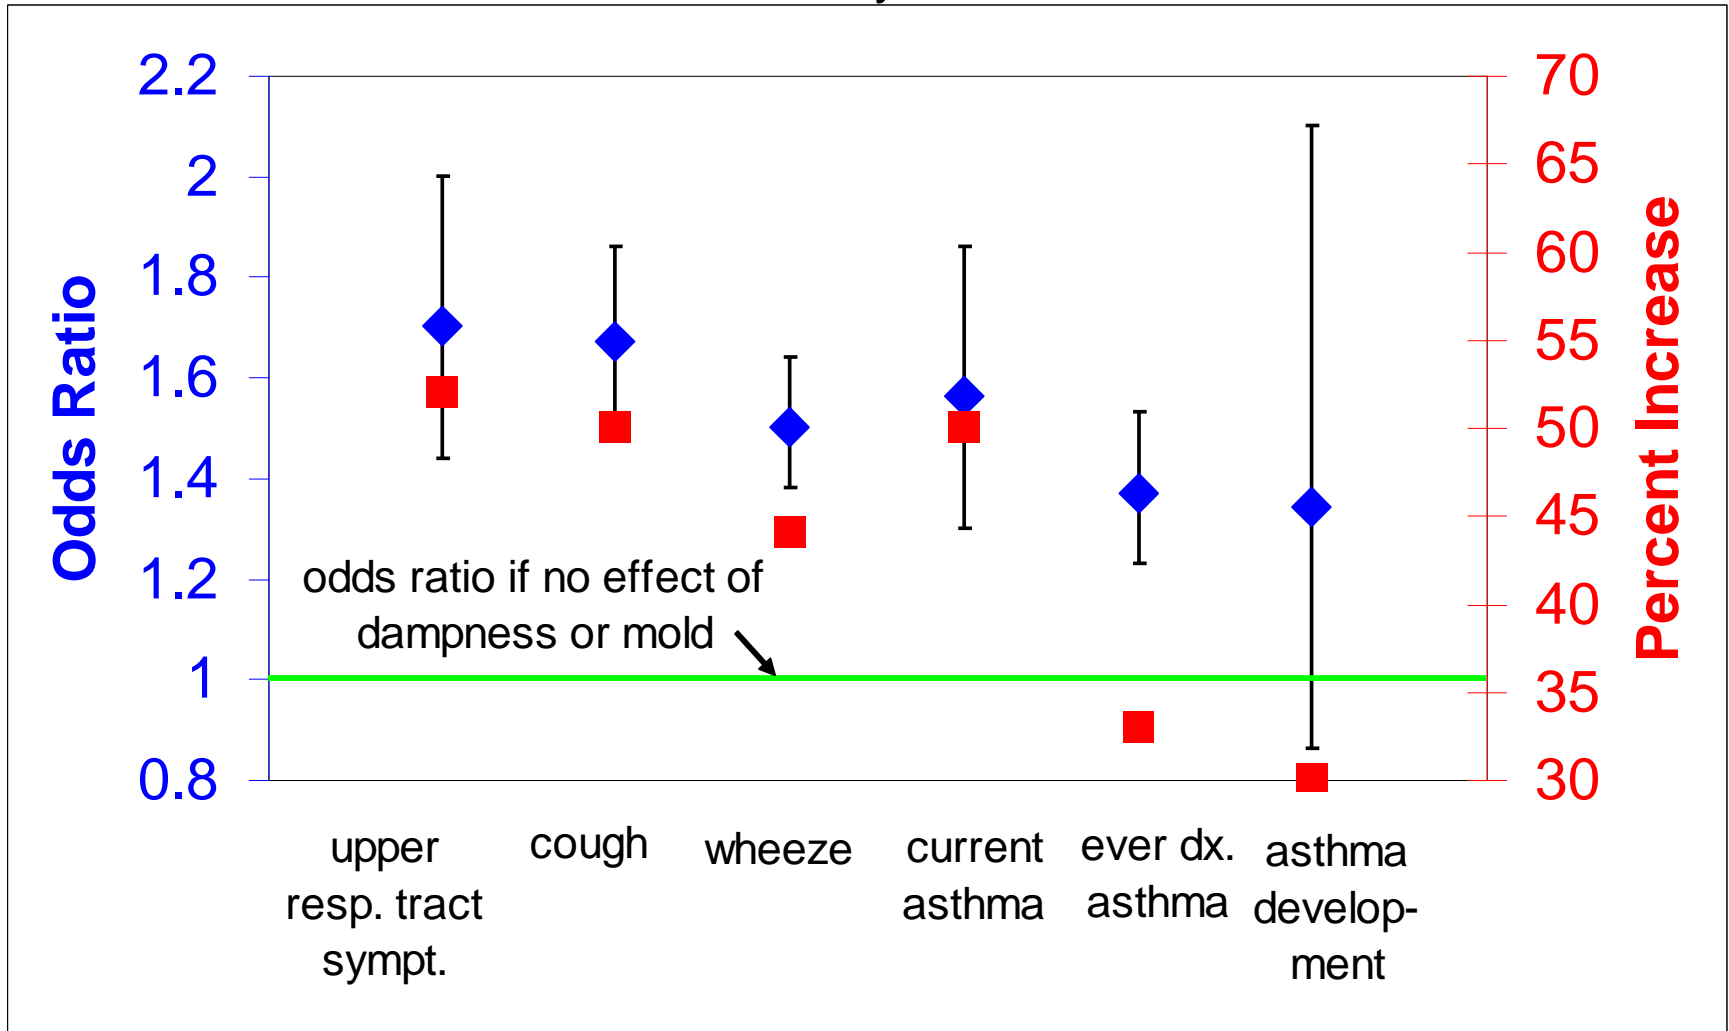 2.2
2
1.8
1.6
1.4
1.2
1
0.8
Odds Ratio
70
65
60
55
50
45
40
35
30
Percent Increase
odds ratio if no effect of
dampness or mold
upper
resp. tract
sympt.
cough
wheeze
current
asthma
ever dx.
asthma
asthma
develop-
ment